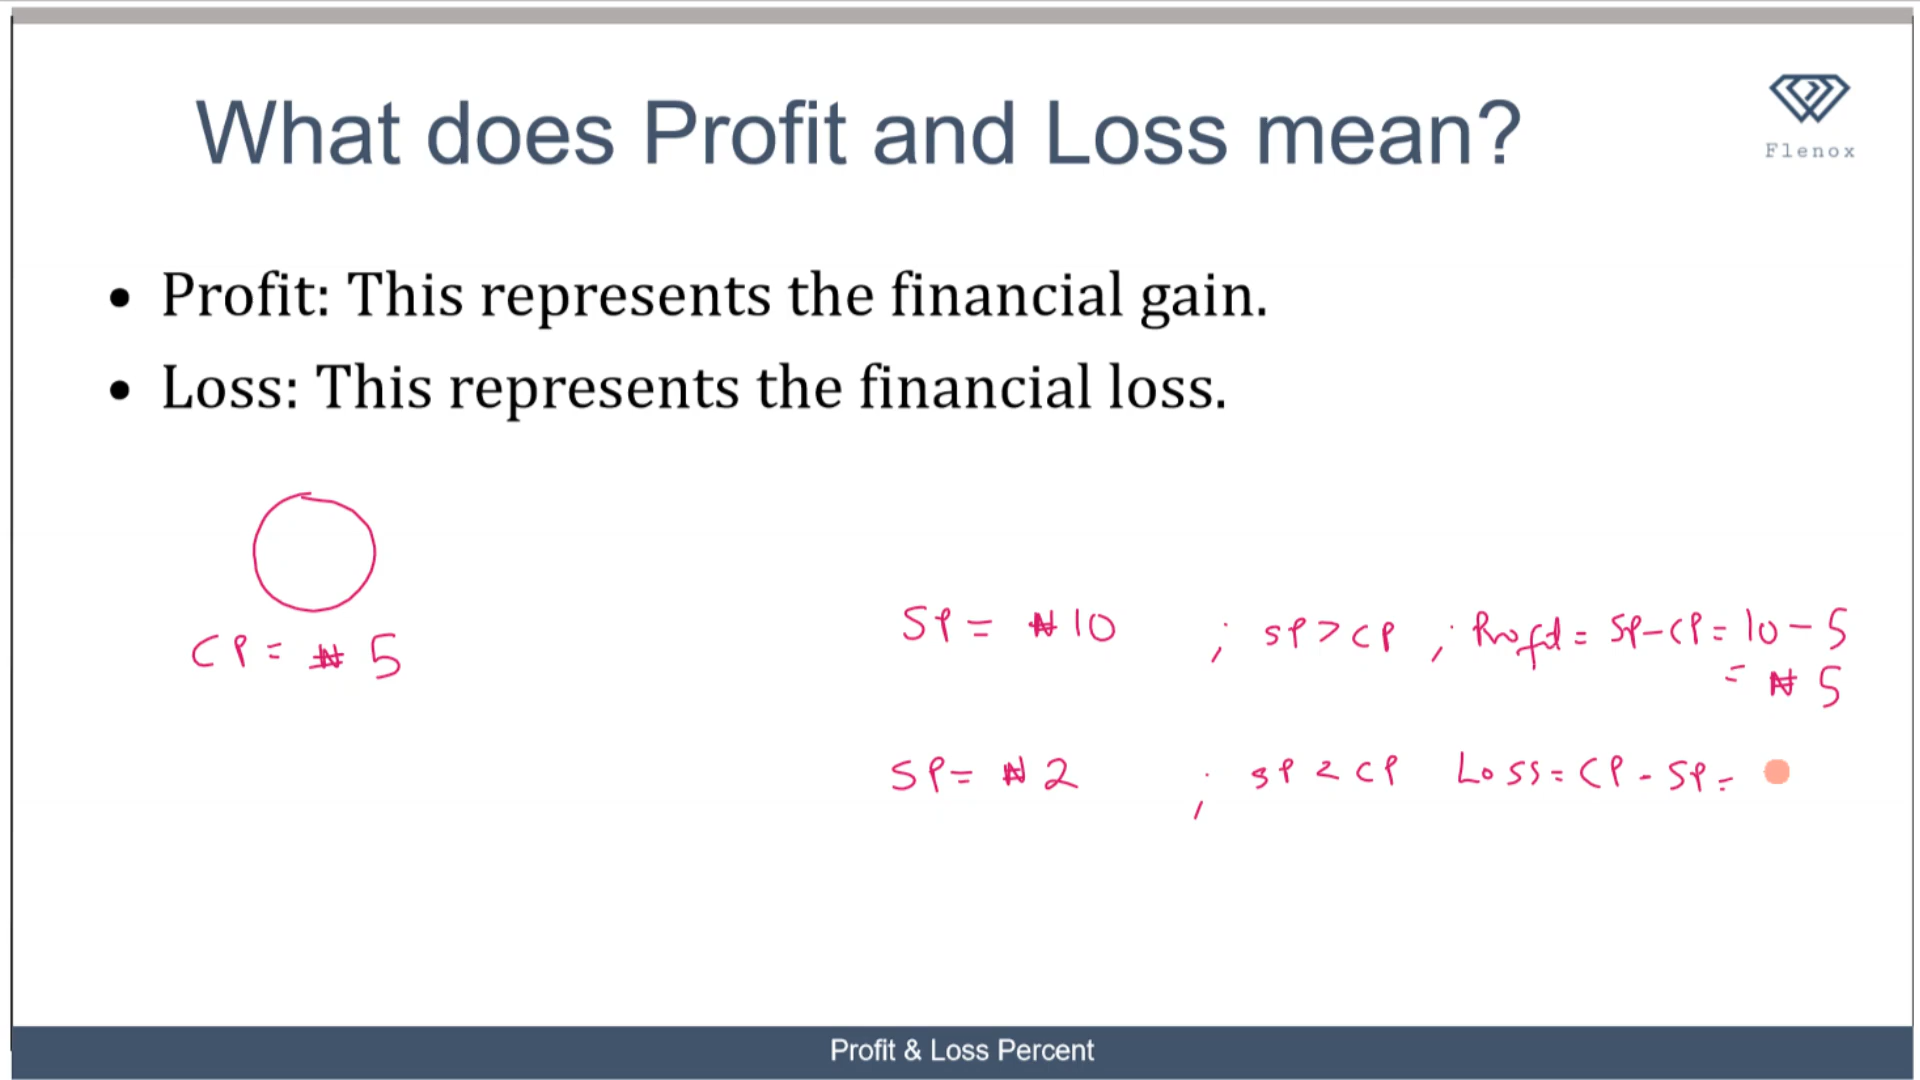 What does Profit and Loss mean?
Flenox
• Profit: This represents the financial gain.
• Loss: This represents the financial loss.
CP = ₦ 5
SP = ₦ 10 ; SP > CP ; Profit = SP - CP = 10 - 5
= ₦ 5
SP = ₦ 2 ; SP < CP Loss = CP - SP =
Profit & Loss Percent